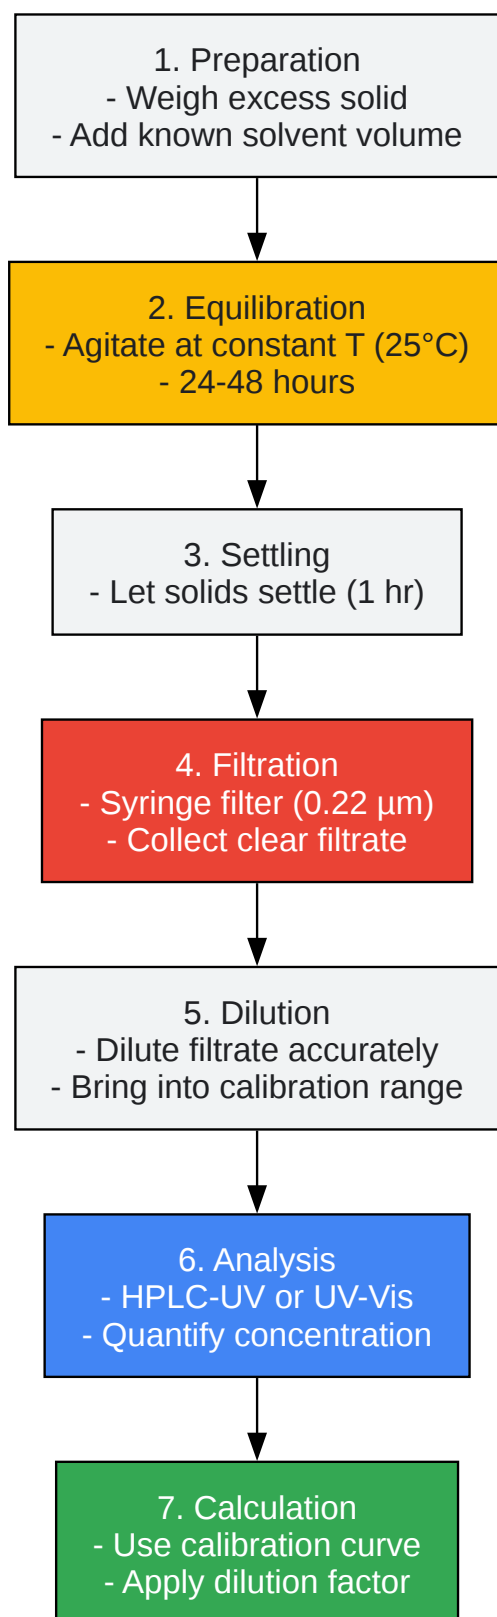 1. Preparation
- Weigh excess solid
- Add known solvent volume
2. Equilibration
- Agitate at constant T (25°C)
- 24-48 hours
3. Settling
- Let solids settle (1 hr)
4. Filtration
- Syringe filter (0.22 µm)
- Collect clear filtrate
5. Dilution
- Dilute filtrate accurately
- Bring into calibration range
6. Analysis
- HPLC-UV or UV-Vis
- Quantify concentration
7. Calculation
- Use calibration curve
- Apply dilution factor